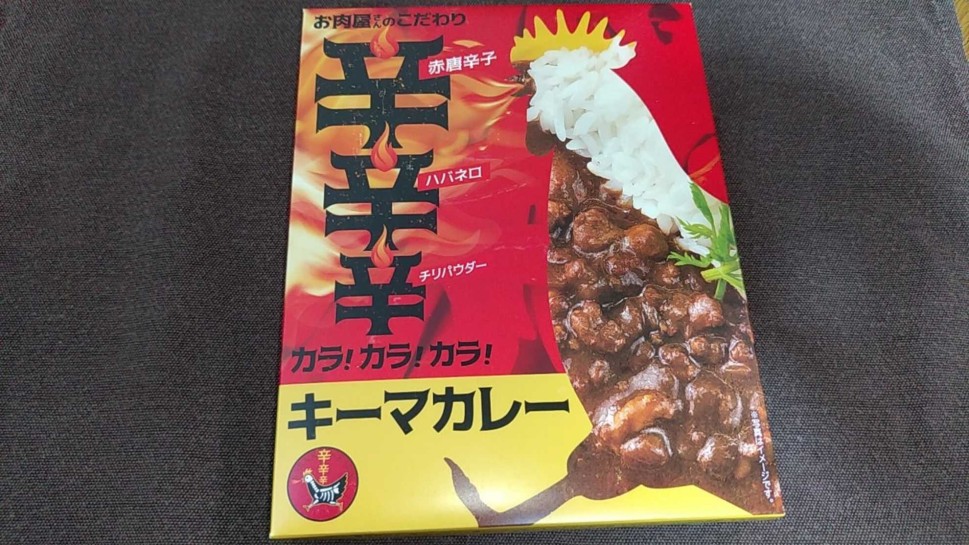 お肉屋さんのこだわり
辛
赤唐辛子
辛
ハバネロ
辛
チリパウダー
カラ!カラ!カラ!
キーマカレー
辛辛辛
※写真はイメージです。